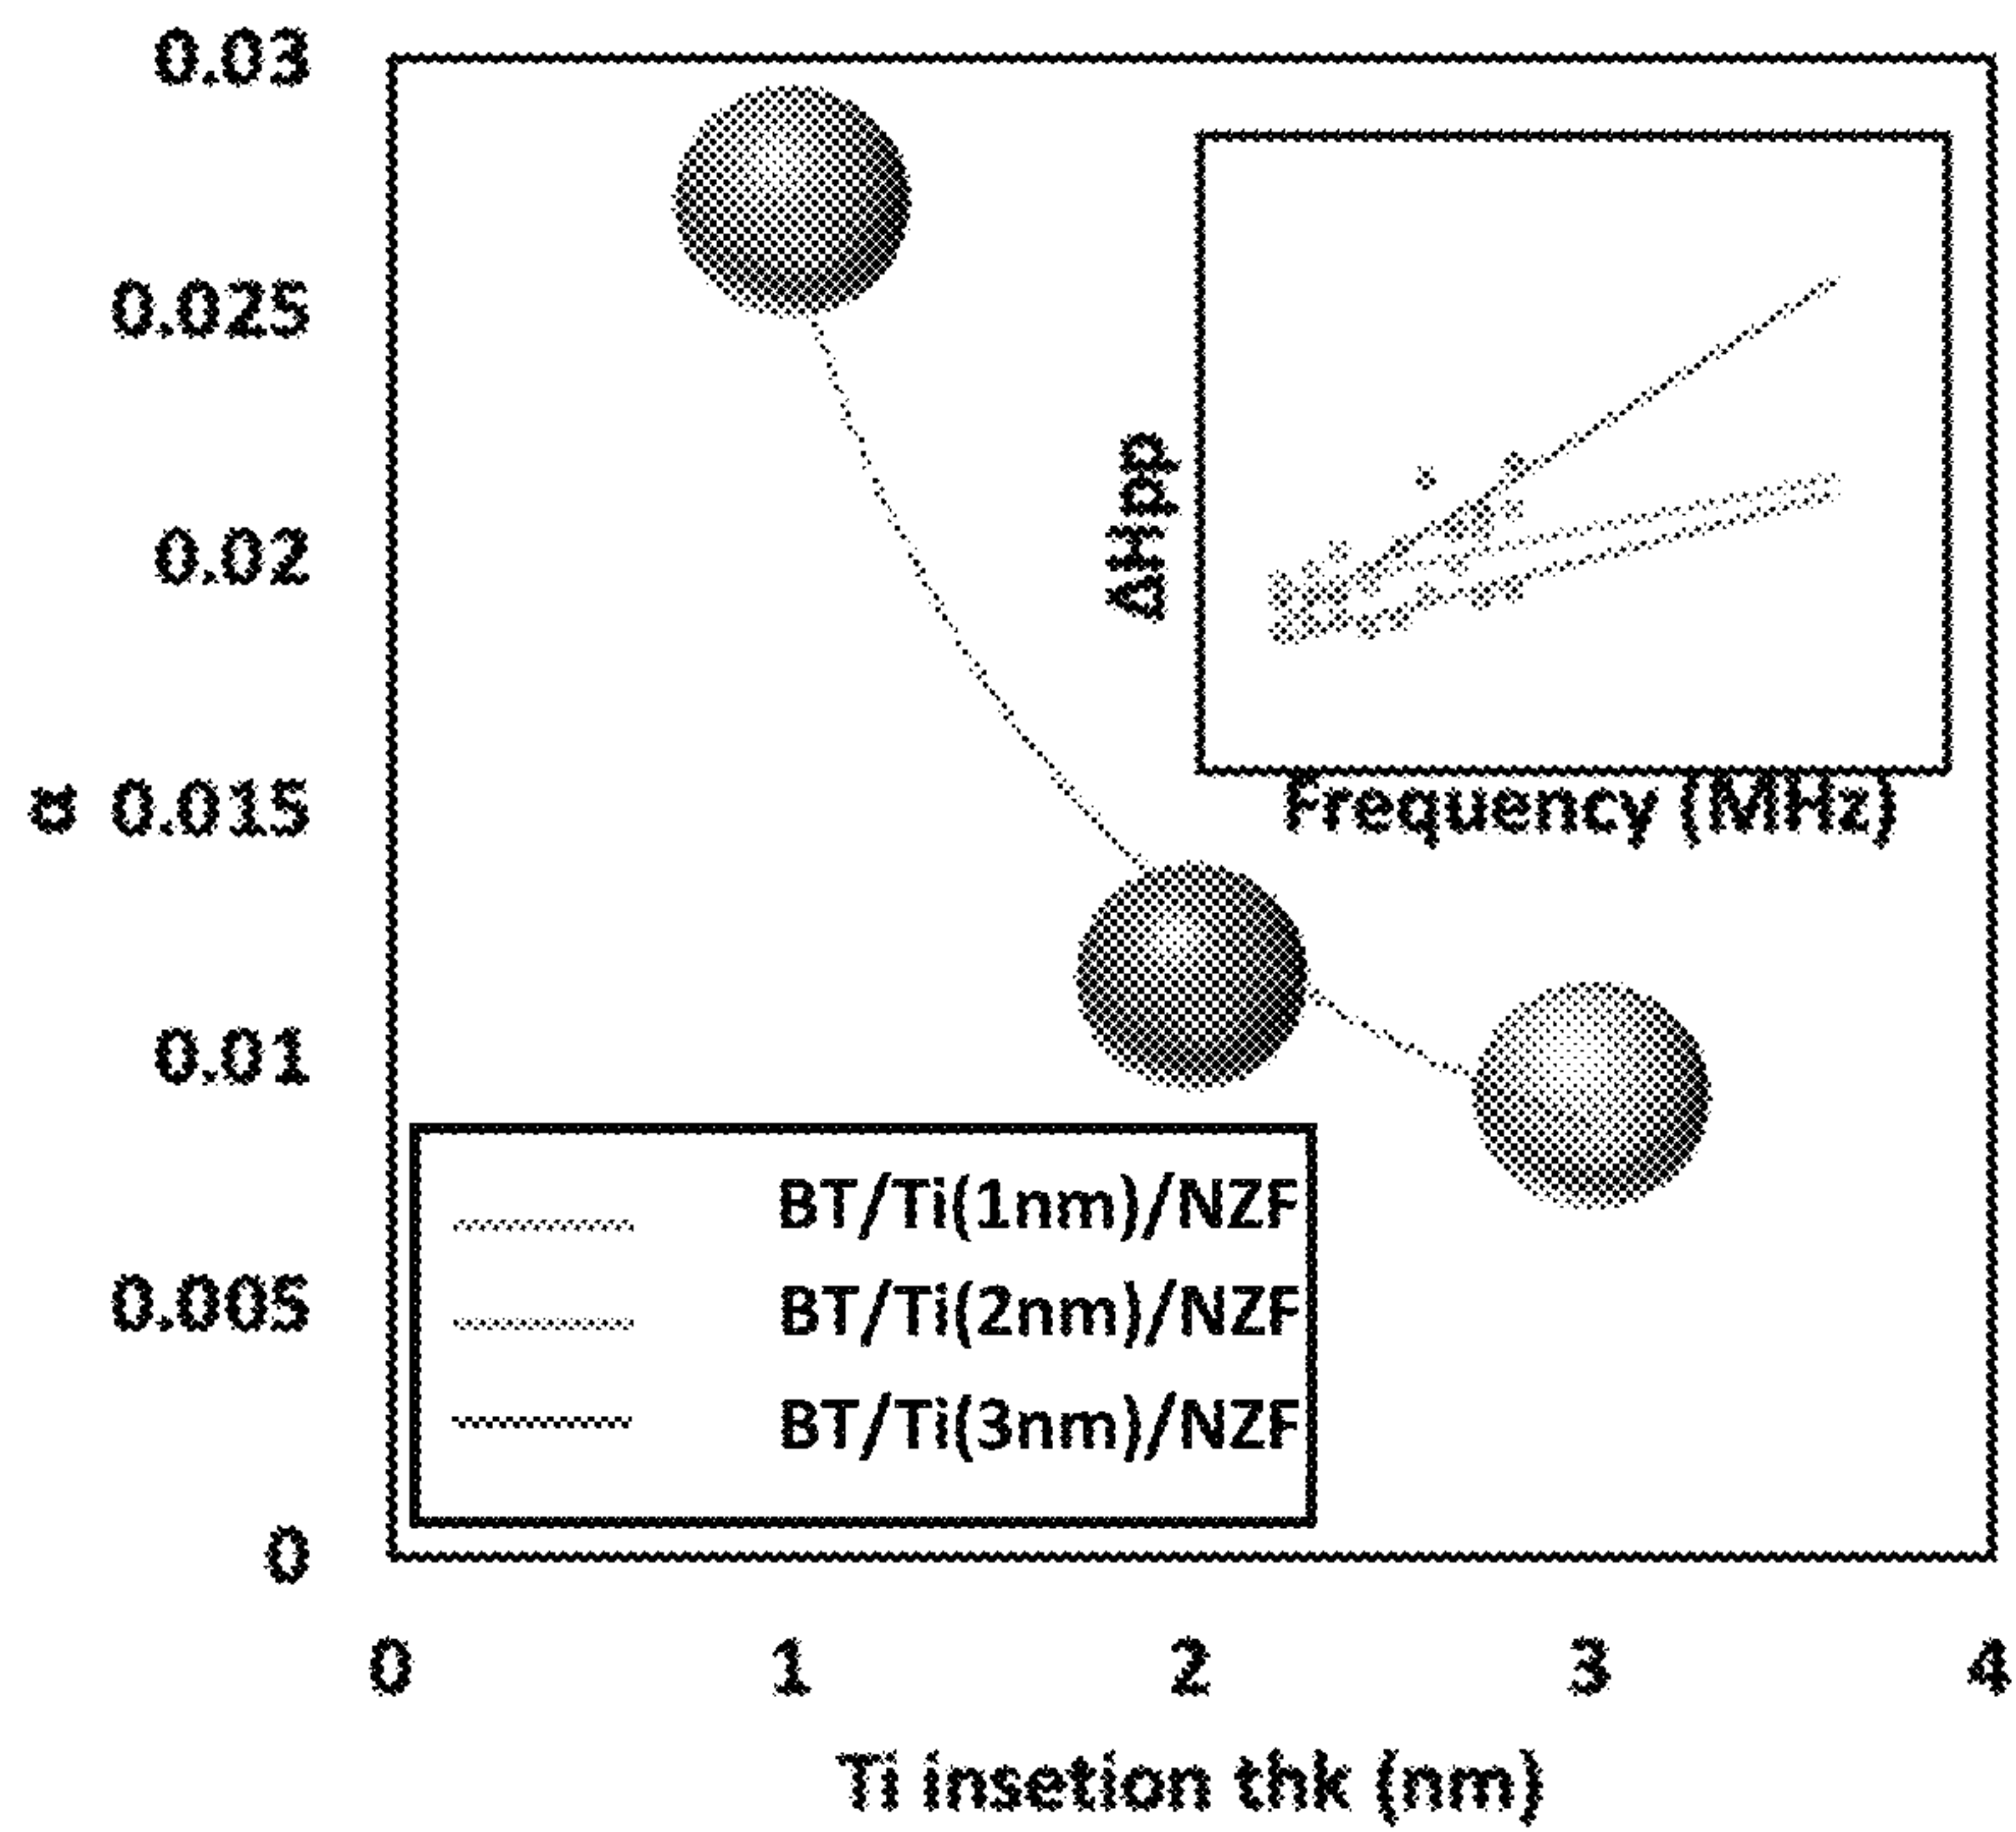 0.03
0.025
0.02
0.015
0.01
0.005
0
α
ΔHpp
Frequency (MHz)
BT/Ti(1nm)/NZF
BT/Ti(2nm)/NZF
BT/Ti(3nm)/NZF
0 1 2 3 4
Ti insetion thk (nm)